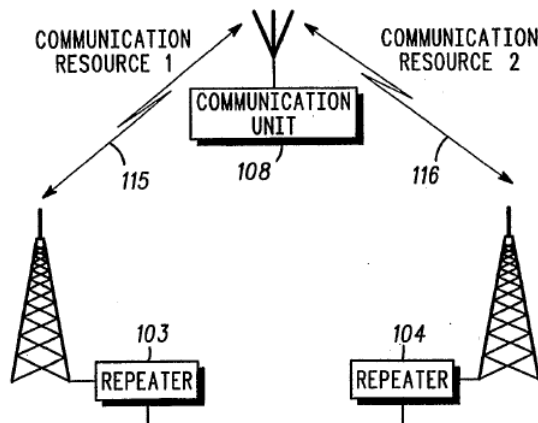 COMMUNICATION
RESOURCE 1
COMMUNICATION
RESOURCE 2
COMMUNICATION
UNIT
115
108
116
103
104
REPEATER
REPEATER